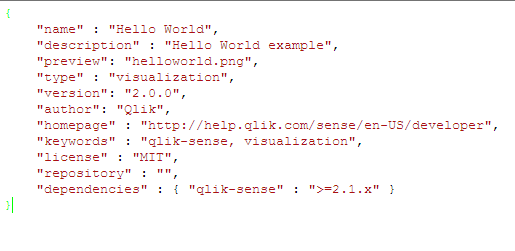 {
"name" : "Hello World",
"description" : "Hello World example",
"preview": "helloworld.png",
"type" : "visualization",
"version": "2.0.0",
"author": "Qlik",
"homepage" : "http://help.qlik.com/sense/en-US/developer",
"keywords" : "qlik-sense, visualization",
"license" : "MIT",
"repository" : "",
"dependencies" : { "qlik-sense" : ">=2.1.x" }
}